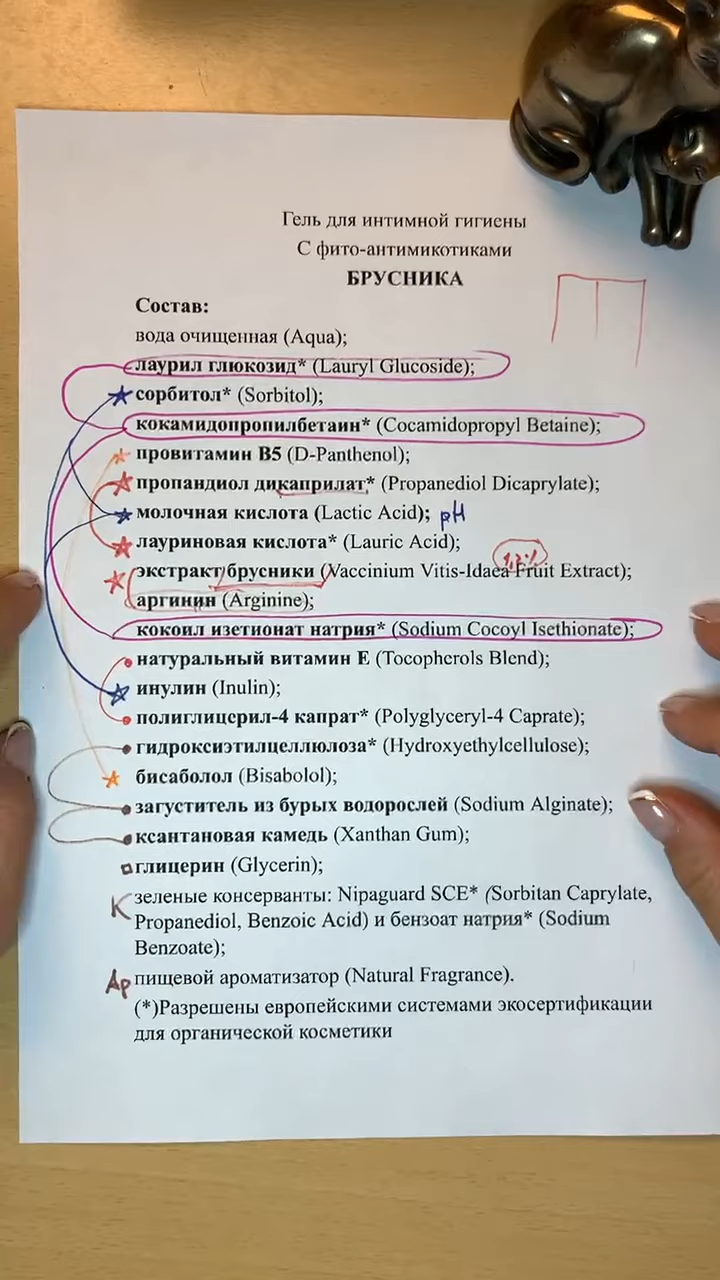 Гель для интимной гигиены
С фито-антимикотиками
БРУСНИКА
Состав:
вода очищенная (Aqua);
лаурил глюкозид* (Lauryl Glucoside);
сорбитол* (Sorbitol);
кокамидопропилбетаин* (Cocamidopropyl Betaine);
провитамин В5 (D-Panthenol);
пропандиол дикаприлат* (Propanediol Dicaprylate);
молочная кислота (Lactic Acid); pH
лауриновая кислота* (Lauric Acid);
1,2%
экстракт брусники (Vaccinium Vitis-Idaea Fruit Extract);
аргинин (Arginine);
кокоил изетионат натрия* (Sodium Cocoyl Isethionate);
натуральный витамин Е (Tocopherols Blend);
инулин (Inulin);
полиглицерил-4 капрат* (Polyglyceryl-4 Caprate);
гидроксиэтилцеллюлоза* (Hydroxyethylcellulose);
бисаболол (Bisabolol);
загуститель из бурых водорослей (Sodium Alginate);
ксантановая камедь (Xanthan Gum);
глицерин (Glycerin);
К зеленые консерванты: Nipaguard SCE* (Sorbitan Caprylate,
Propanediol, Benzoic Acid) и бензоат натрия* (Sodium
Benzoate);
Ар пищевой ароматизатор (Natural Fragrance).
(*)Разрешены европейскими системами экосертификации
для органической косметики